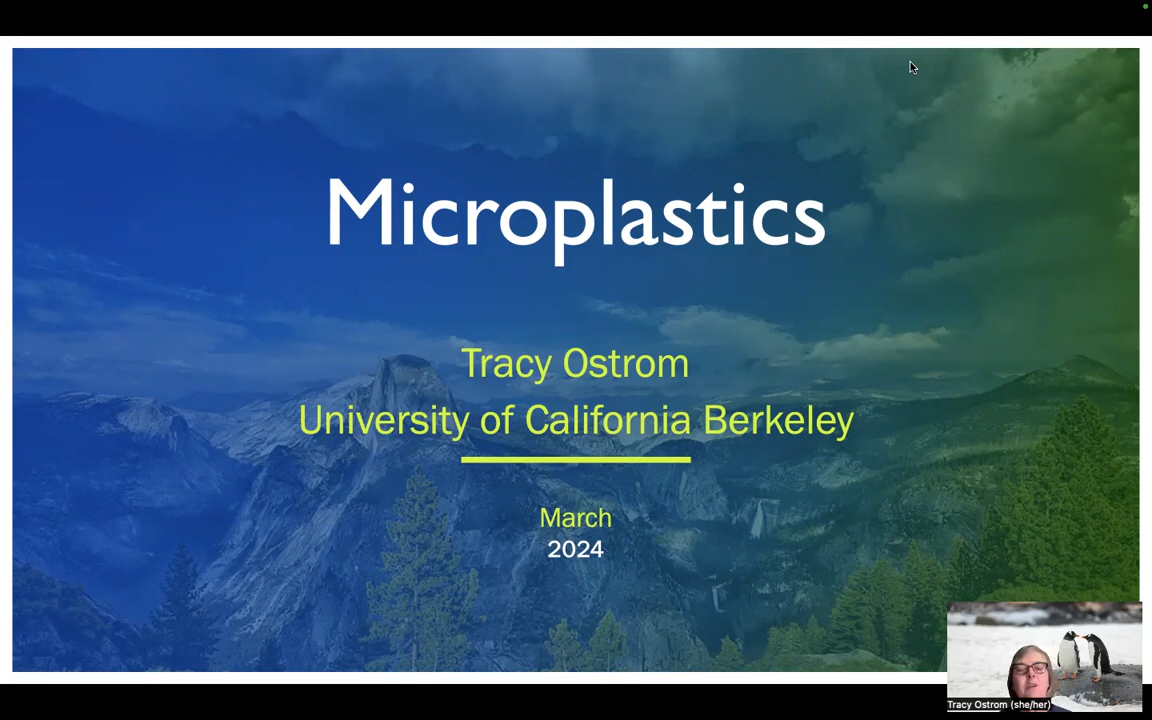 Microplastics
Tracy Ostrom
University of California Berkeley
March
2024
Tracy Ostrom (she/her)